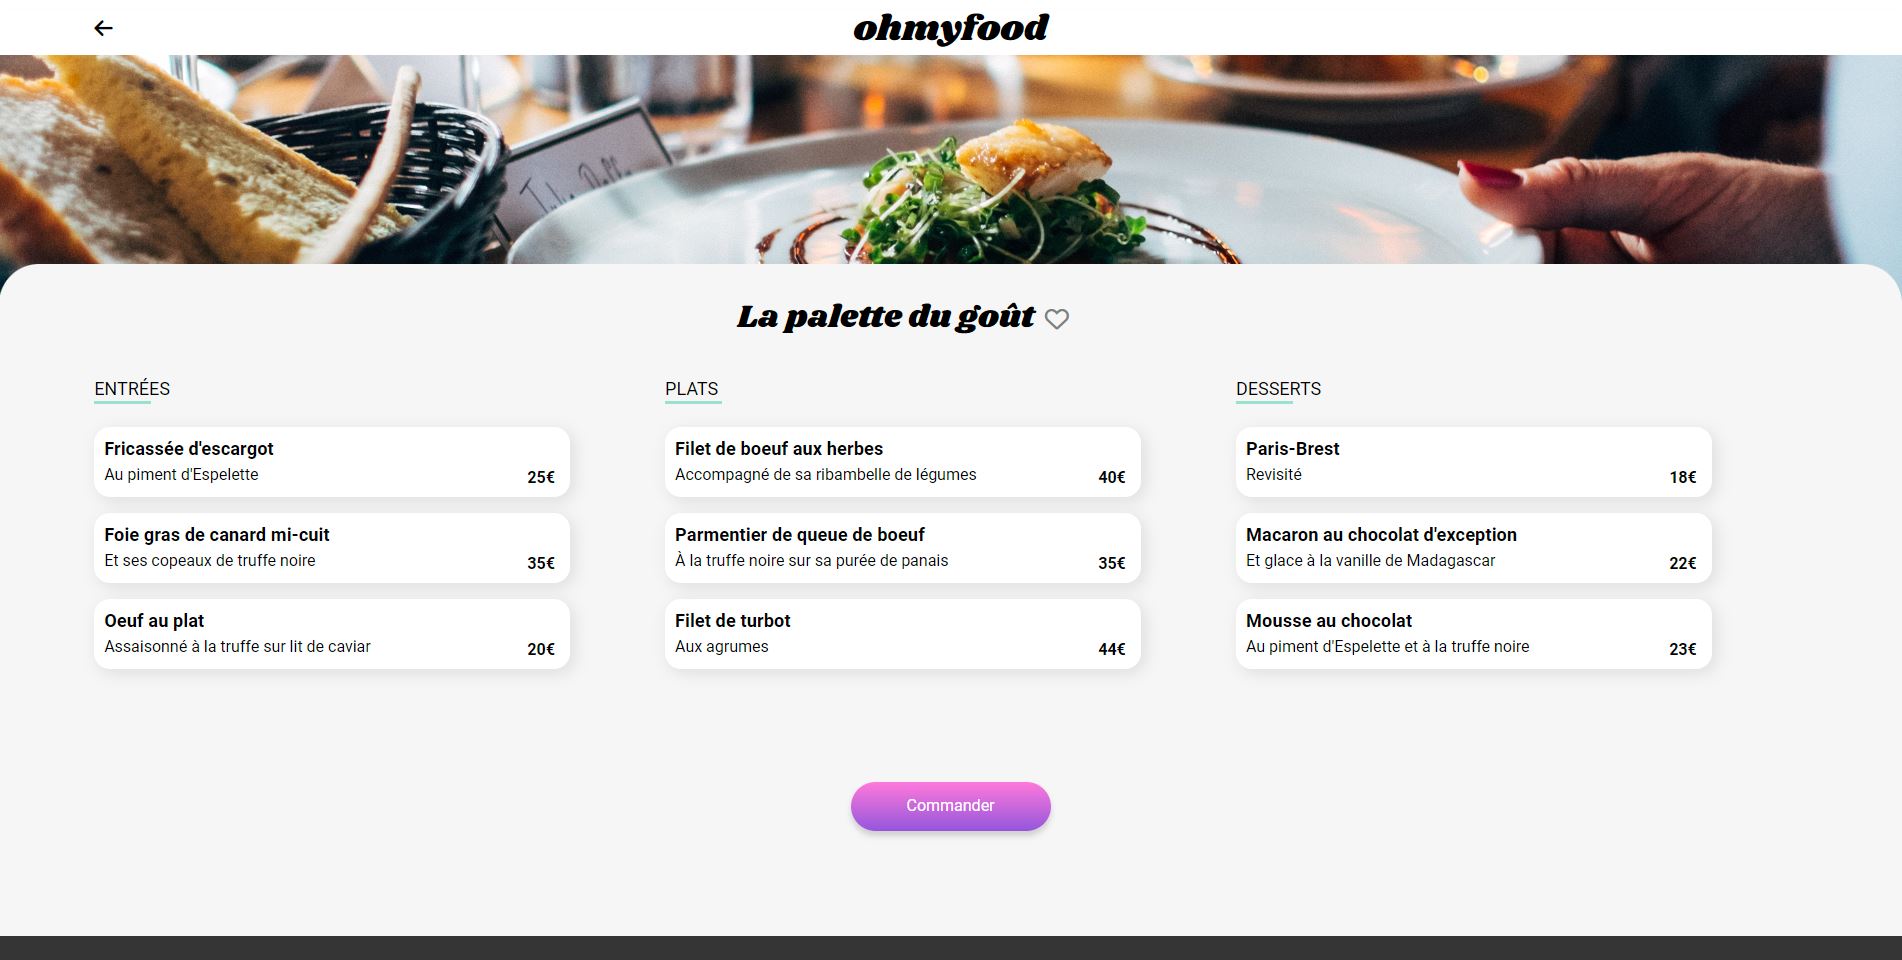 ohmyfood
La palette du goût
ENTRÉES
Fricassée d'escargot
Au piment d'Espelette
25€
Foie gras de canard mi-cuit
Et ses copeaux de truffe noire
35€
Oeuf au plat
Assaisonné à la truffe sur lit de caviar
20€
PLATS
Filet de boeuf aux herbes
Accompagné de sa ribambelle de légumes
40€
Parmentier de queue de boeuf
À la truffe noire sur sa purée de panais
35€
Filet de turbot
Aux agrumes
44€
DESSERTS
Paris-Brest
Revisité
18€
Macaron au chocolat d'exception
Et glace à la vanille de Madagascar
22€
Mousse au chocolat
Au piment d'Espelette et à la truffe noire
23€
Commander